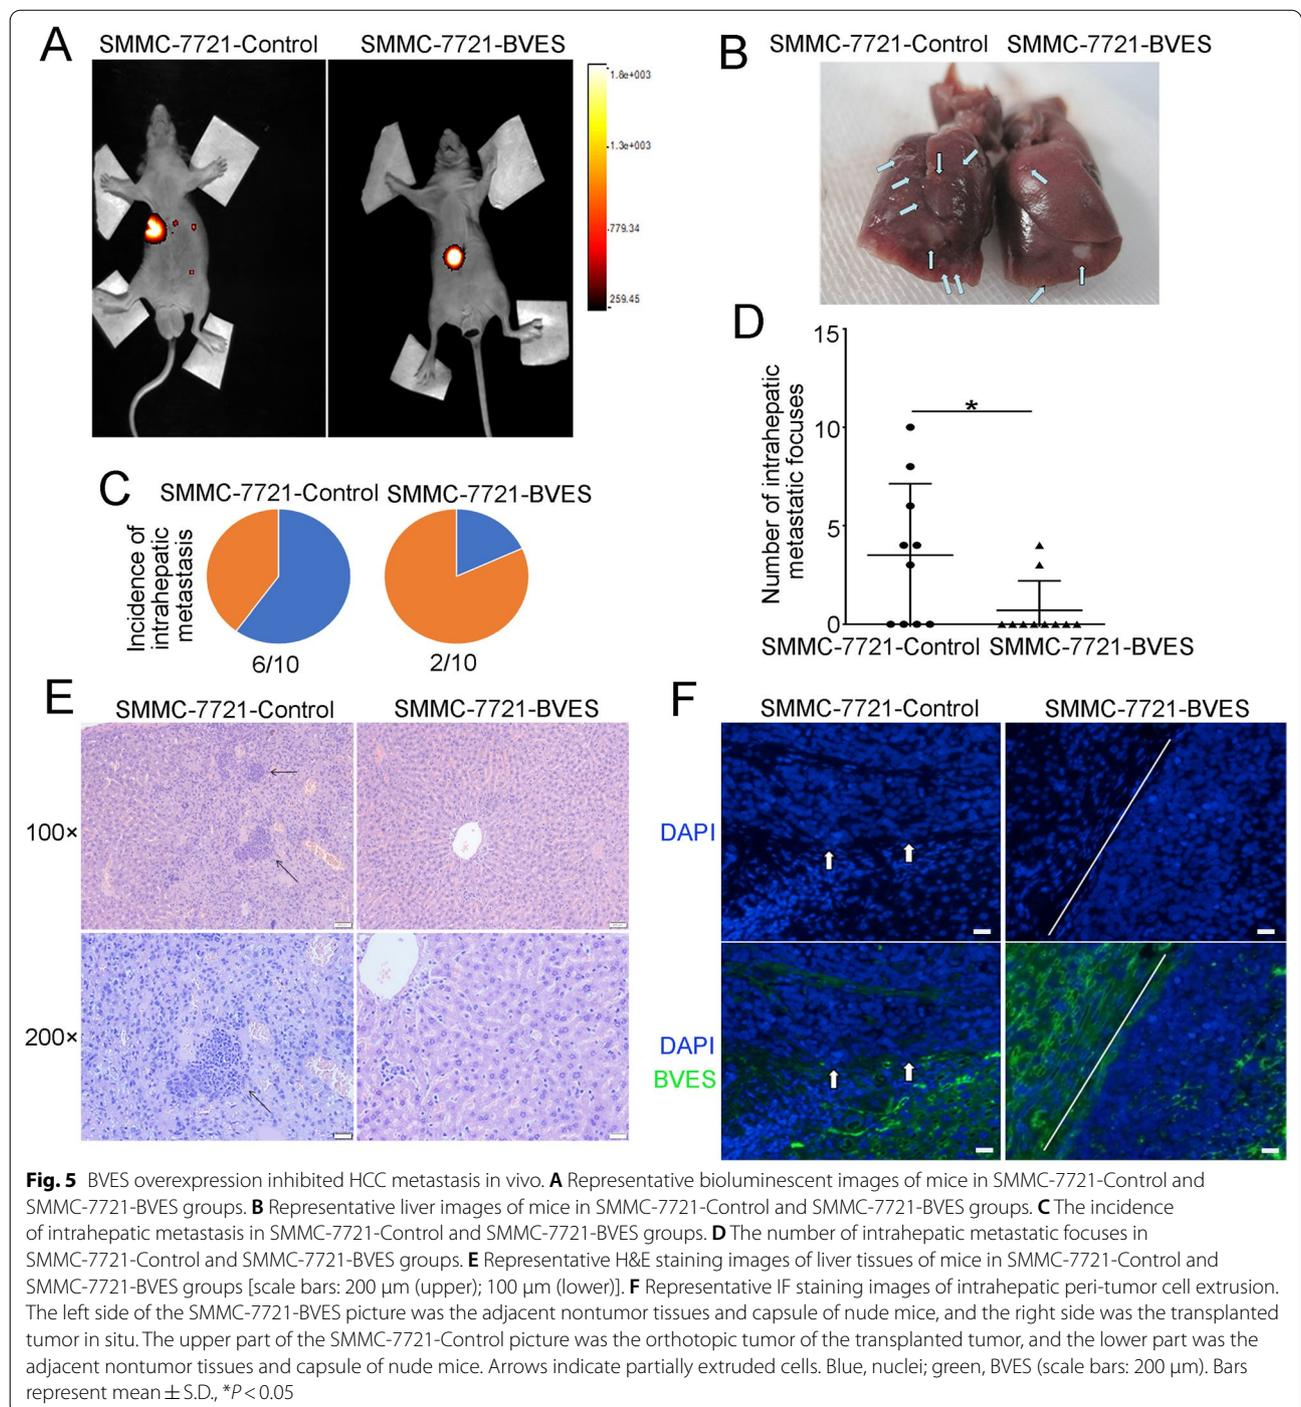 A
SMMC-7721-Control
SMMC-7721-BVES
1.8e+003
1.3e+003
779.34
259.45
B
SMMC-7721-Control
SMMC-7721-BVES
C
SMMC-7721-Control
SMMC-7721-BVES
Incidence of
intrahepatic
metastasis
6/10
2/10
D
Number of intrahepatic
metastatic focuses
15
10
5
0
*
SMMC-7721-Control
SMMC-7721-BVES
E
SMMC-7721-Control
SMMC-7721-BVES
100×
200×
F
SMMC-7721-Control
SMMC-7721-BVES
DAPI
DAPI
BVES
Fig. 5 BVES overexpression inhibited HCC metastasis in vivo. A Representative bioluminescent images of mice in SMMC-7721-Control and
SMMC-7721-BVES groups. B Representative liver images of mice in SMMC-7721-Control and SMMC-7721-BVES groups. C The incidence
of intrahepatic metastasis in SMMC-7721-Control and SMMC-7721-BVES groups. D The number of intrahepatic metastatic focuses in
SMMC-7721-Control and SMMC-7721-BVES groups. E Representative H&E staining images of liver tissues of mice in SMMC-7721-Control and
SMMC-7721-BVES groups [scale bars: 200 μm (upper); 100 μm (lower)]. F Representative IF staining images of intrahepatic peri-tumor cell extrusion.
The left side of the SMMC-7721-BVES picture was the adjacent nontumor tissues and capsule of nude mice, and the right side was the transplanted
tumor in situ. The upper part of the SMMC-7721-Control picture was the orthotopic tumor of the transplanted tumor, and the lower part was the
adjacent nontumor tissues and capsule of nude mice. Arrows indicate partially extruded cells. Blue, nuclei; green, BVES (scale bars: 200 μm). Bars
represent mean ± S.D., *P < 0.05